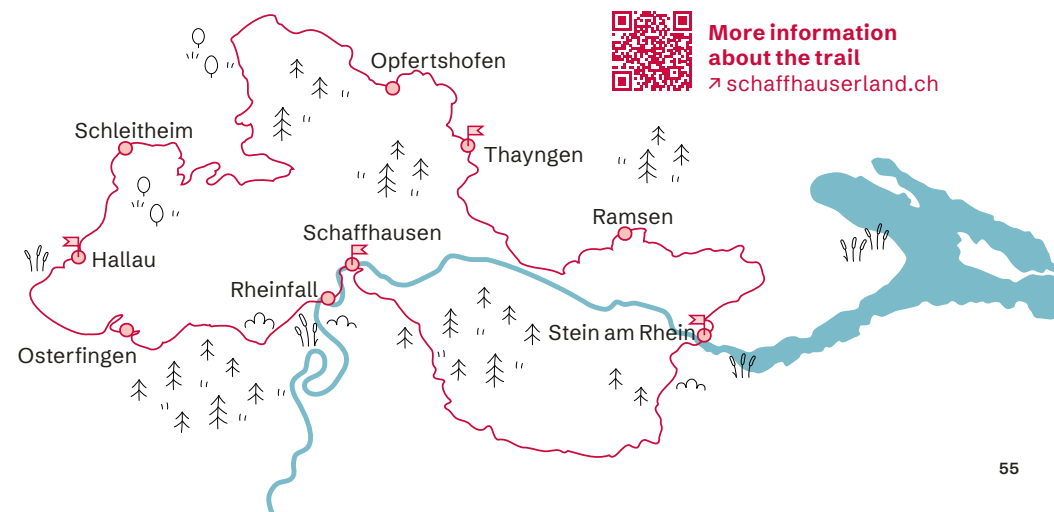 More information
about the trail
↗ schaffhauserland.ch
Opfertshofen
Schleitheim
Thayngen
Ramsen
Schaffhausen
Hallau
Rheinfall
Stein am Rhein
Osterfingen
55